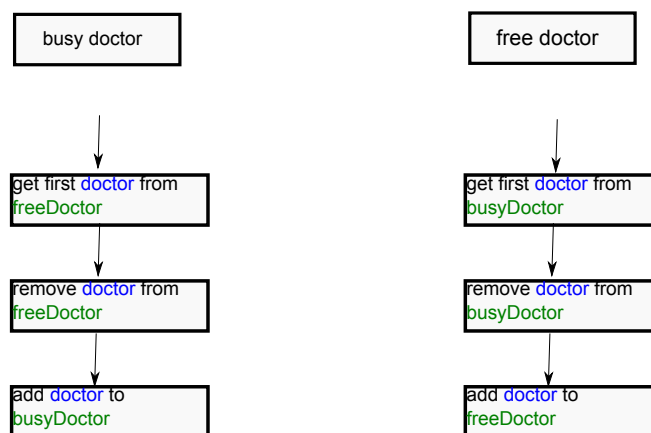 busy doctor
get first doctor from
freeDoctor
remove doctor from
freeDoctor
add doctor to
busyDoctor
free doctor
get first doctor from
busyDoctor
remove doctor from
busyDoctor
add doctor to
freeDoctor